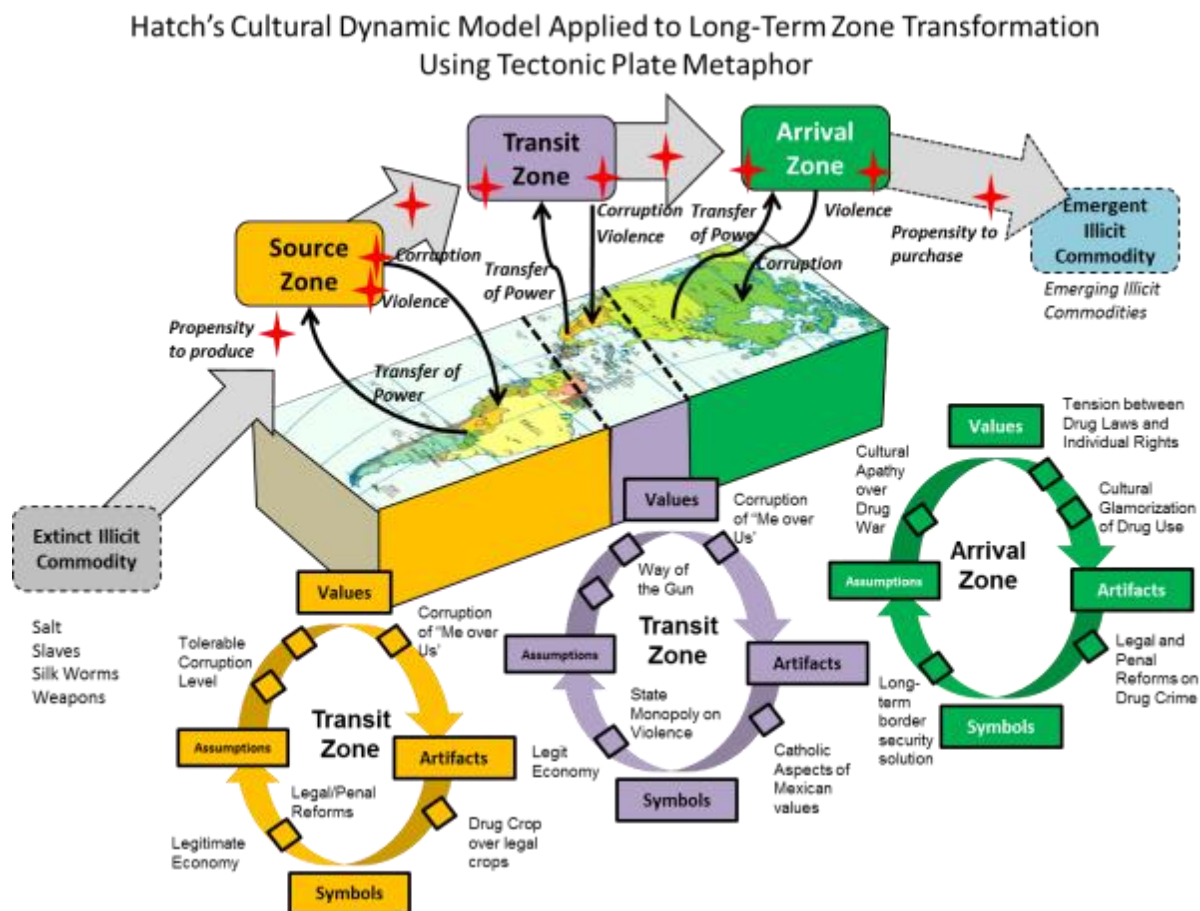 Hatch's Cultural Dynamic Model Applied to Long-Term Zone Transformation
Using Tectonic Plate Metaphor
Transit
Zone
Arrival
Zone
Source
Zone
Emergent
Illicit
Commodity
Emerging Illicit
Commodities
Propensity
to produce
Corruption
Violence
Transfer of
Power
Transfer
of Power
Corruption
Violence
Transfer
of Powe
Violence
Corruption
Propensity to
purchase
Extinct Illicit
Commodity
Salt
Slaves
Silk Worms
Weapons
Values
Corruption
of "Me over
Us'
Tolerable
Corruption
Level
Transit
Zone
Assumptions
Artifacts
Legal/Penal
Reforms
Legitimate
Economy
Drug Crop
over legal
crops
Symbols
Values
Corruption
of "Me over
Us'
Way of
the Gun
Transit
Zone
Assumptions
Artifacts
State
Monopoly on
Violence
Legit
Economy
Catholic
Aspects of
Mexican
values
Symbols
Values
Tension between
Drug Laws and
Individual Rights
Cultural
Apathy
over
Drug
War
Cultural
Glamorization
of Drug Use
Arrival
Zone
Assumptions
Artifacts
Long-
term
border
security
solution
Legal and
Penal
Reforms on
Drug Crime
Symbols